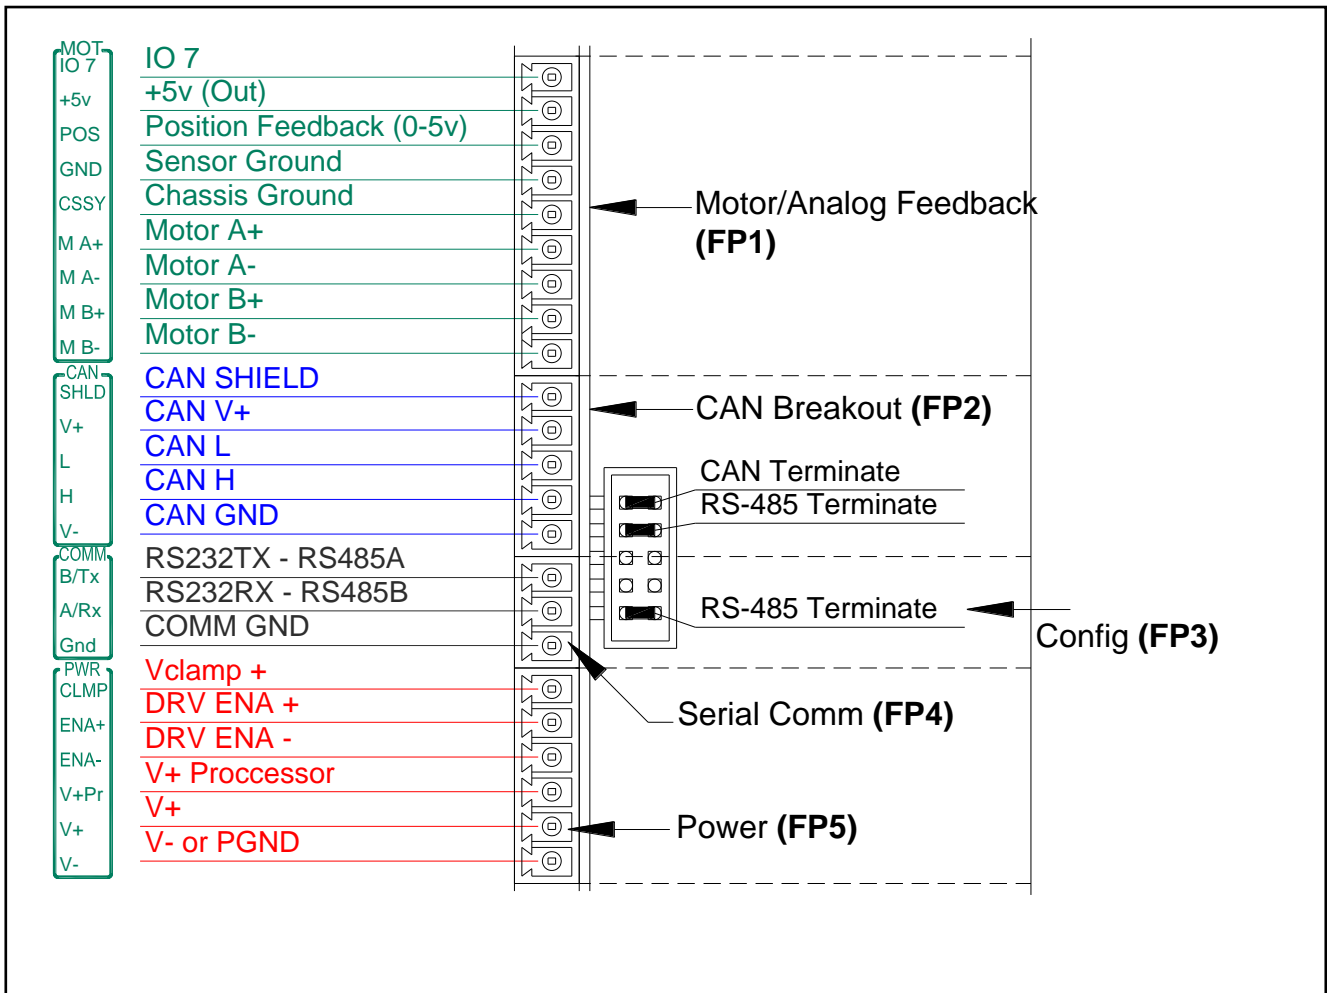 MOT
IO 7
+5v
POS
GND
CSSY
M A+
M A-
M B+
M B-
CAN
SHLD
V+
L
H
V-
COMM
B/Tx
A/Rx
Gnd
PWR
CLMP
ENA+
ENA-
V+Pr
V+
V-
IO 7
+5v (Out)
Position Feedback (0-5v)
Sensor Ground
Chassis Ground
Motor A+
Motor A-
Motor B+
Motor B-
CAN SHIELD
CAN V+
CAN L
CAN H
CAN GND
RS232TX - RS485A
RS232RX - RS485B
COMM GND
Vclamp +
DRV ENA +
DRV ENA -
V+ Proccessor
V+
V- or PGND
Motor/Analog Feedback
(FP1)
CAN Breakout (FP2)
CAN Terminate
RS-485 Terminate
RS-485 Terminate
Config (FP3)
Serial Comm (FP4)
Power (FP5)